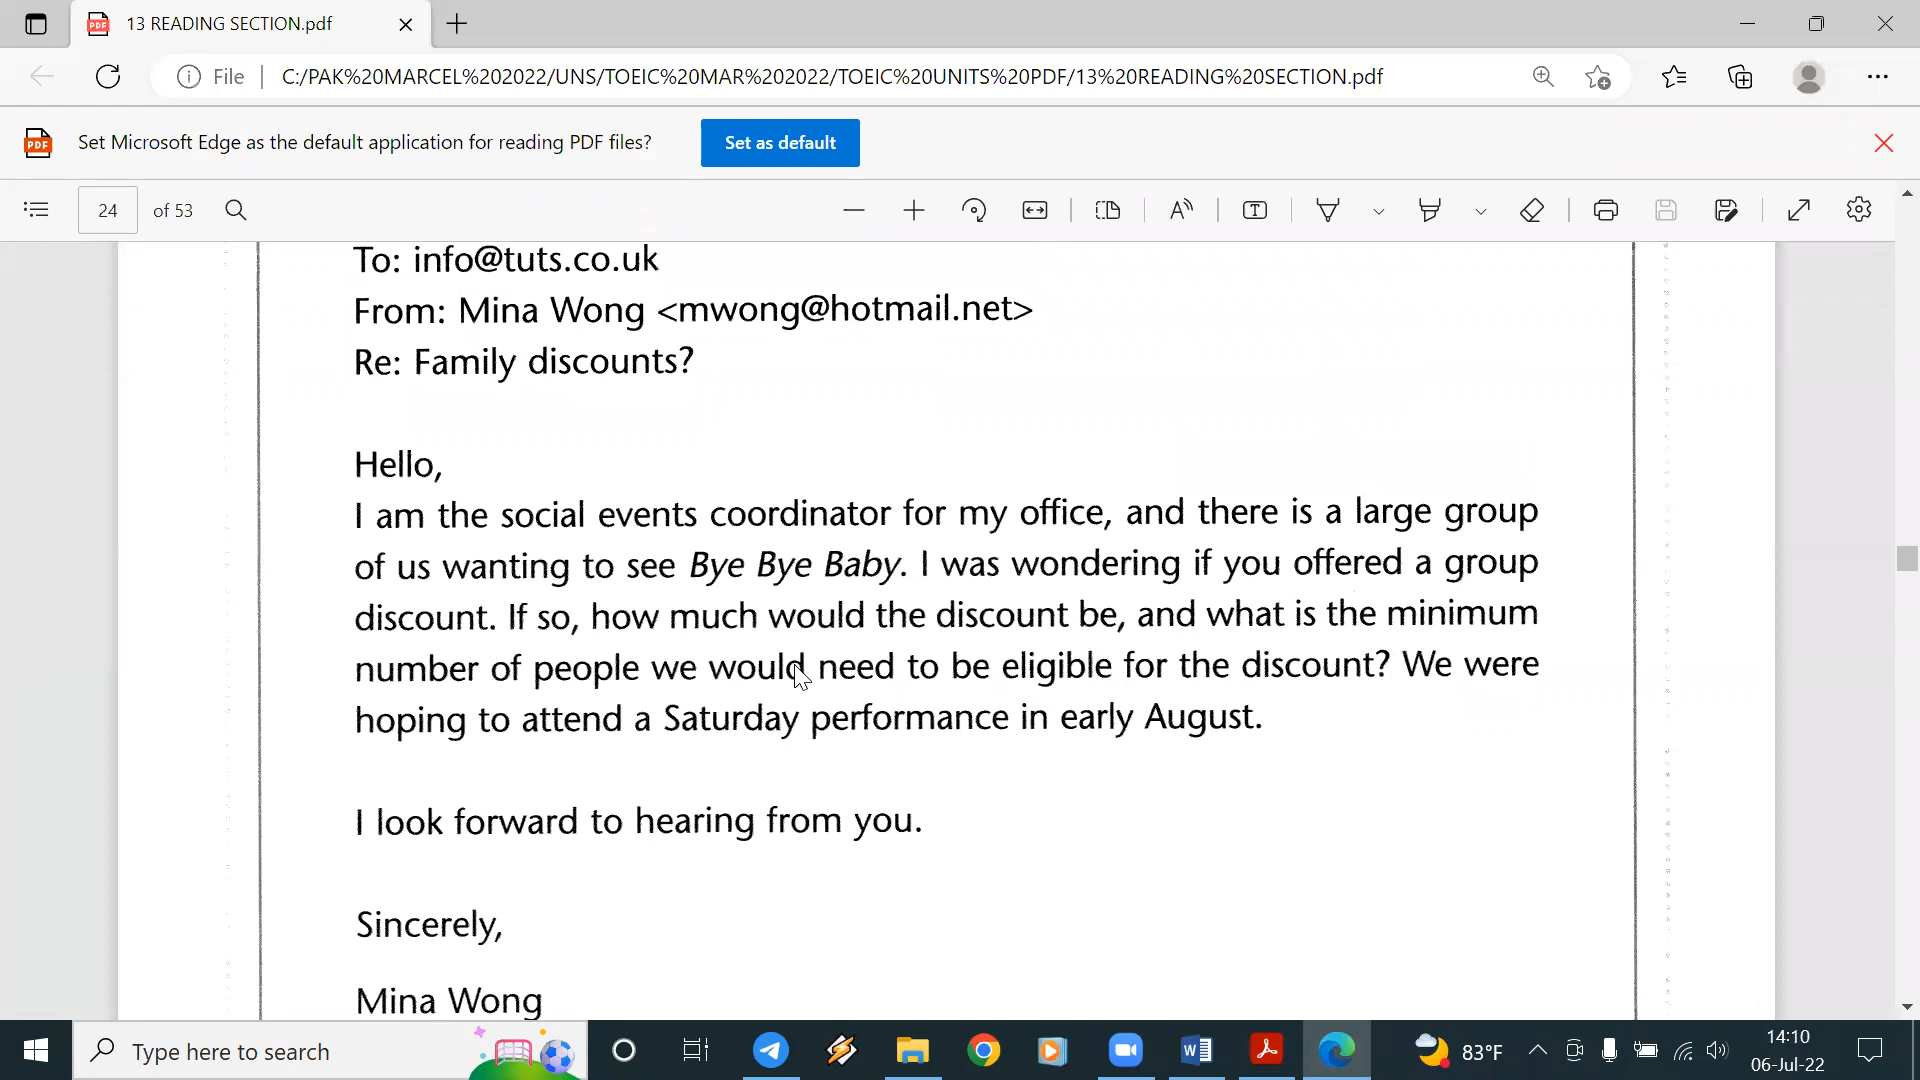 13 READING SECTION.pdf
File
C:/PAK%20MARCEL%202022/UNS/TOEIC%20MAR%202022/TOEIC%20UNITS%20PDF/13%20READING%20SECTION.pdf
PDF
Set Microsoft Edge as the default application for reading PDF files?
Set as default
24
of 53
To: info@tuts.co.uk
From: Mina Wong <mwong@hotmail.net>
Re: Family discounts?
Hello,
I am the social events coordinator for my office, and there is a large group
of us wanting to see Bye Bye Baby. I was wondering if you offered a group
discount. If so, how much would the discount be, and what is the minimum
number of people we would need to be eligible for the discount? We were
hoping to attend a Saturday performance in early August.
I look forward to hearing from you.
Sincerely,
Mina Wong
Type here to search
83°F
14:10
06-Jul-22